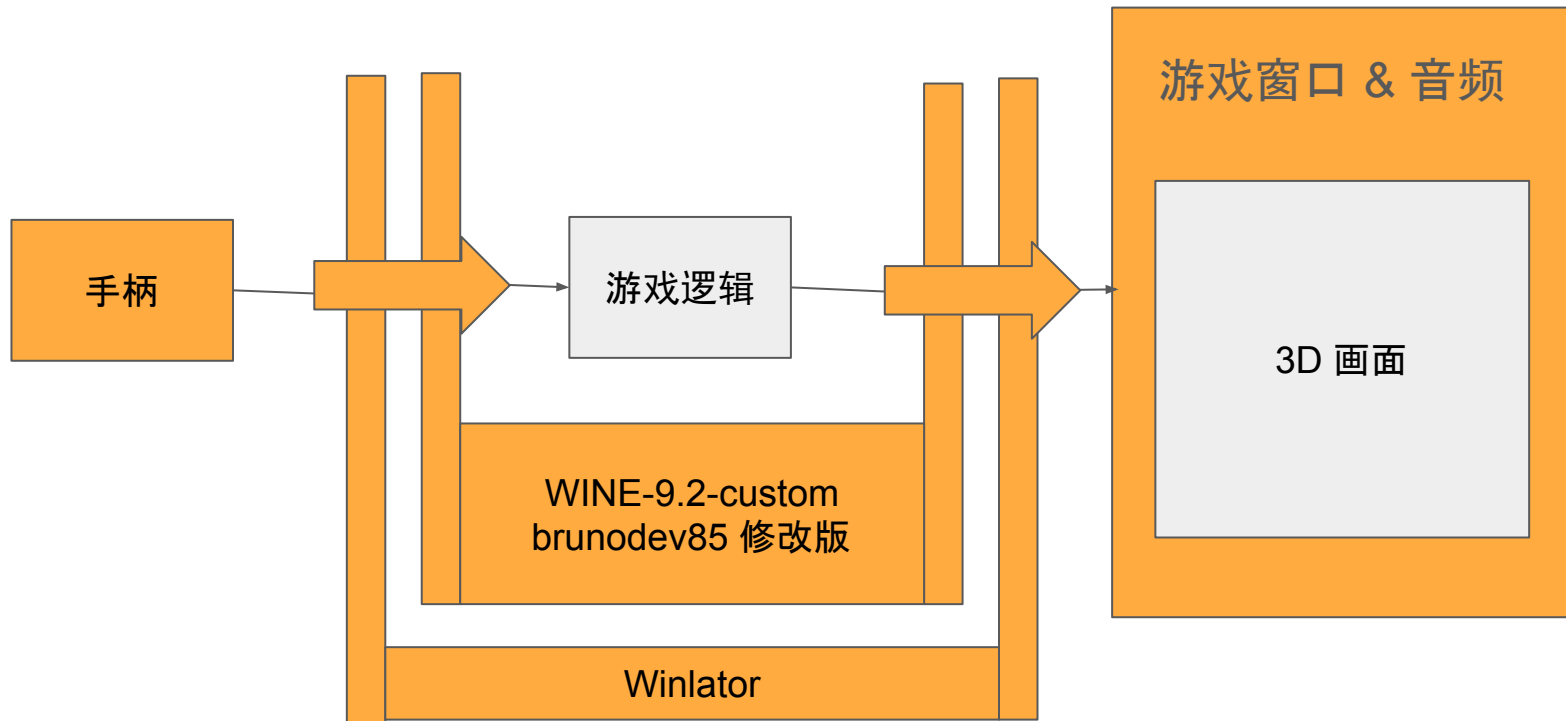 游戏窗口 & 音频
手柄
游戏逻辑
3D 画面
WINE-9.2-custom
brunodev85 修改版
Winlator